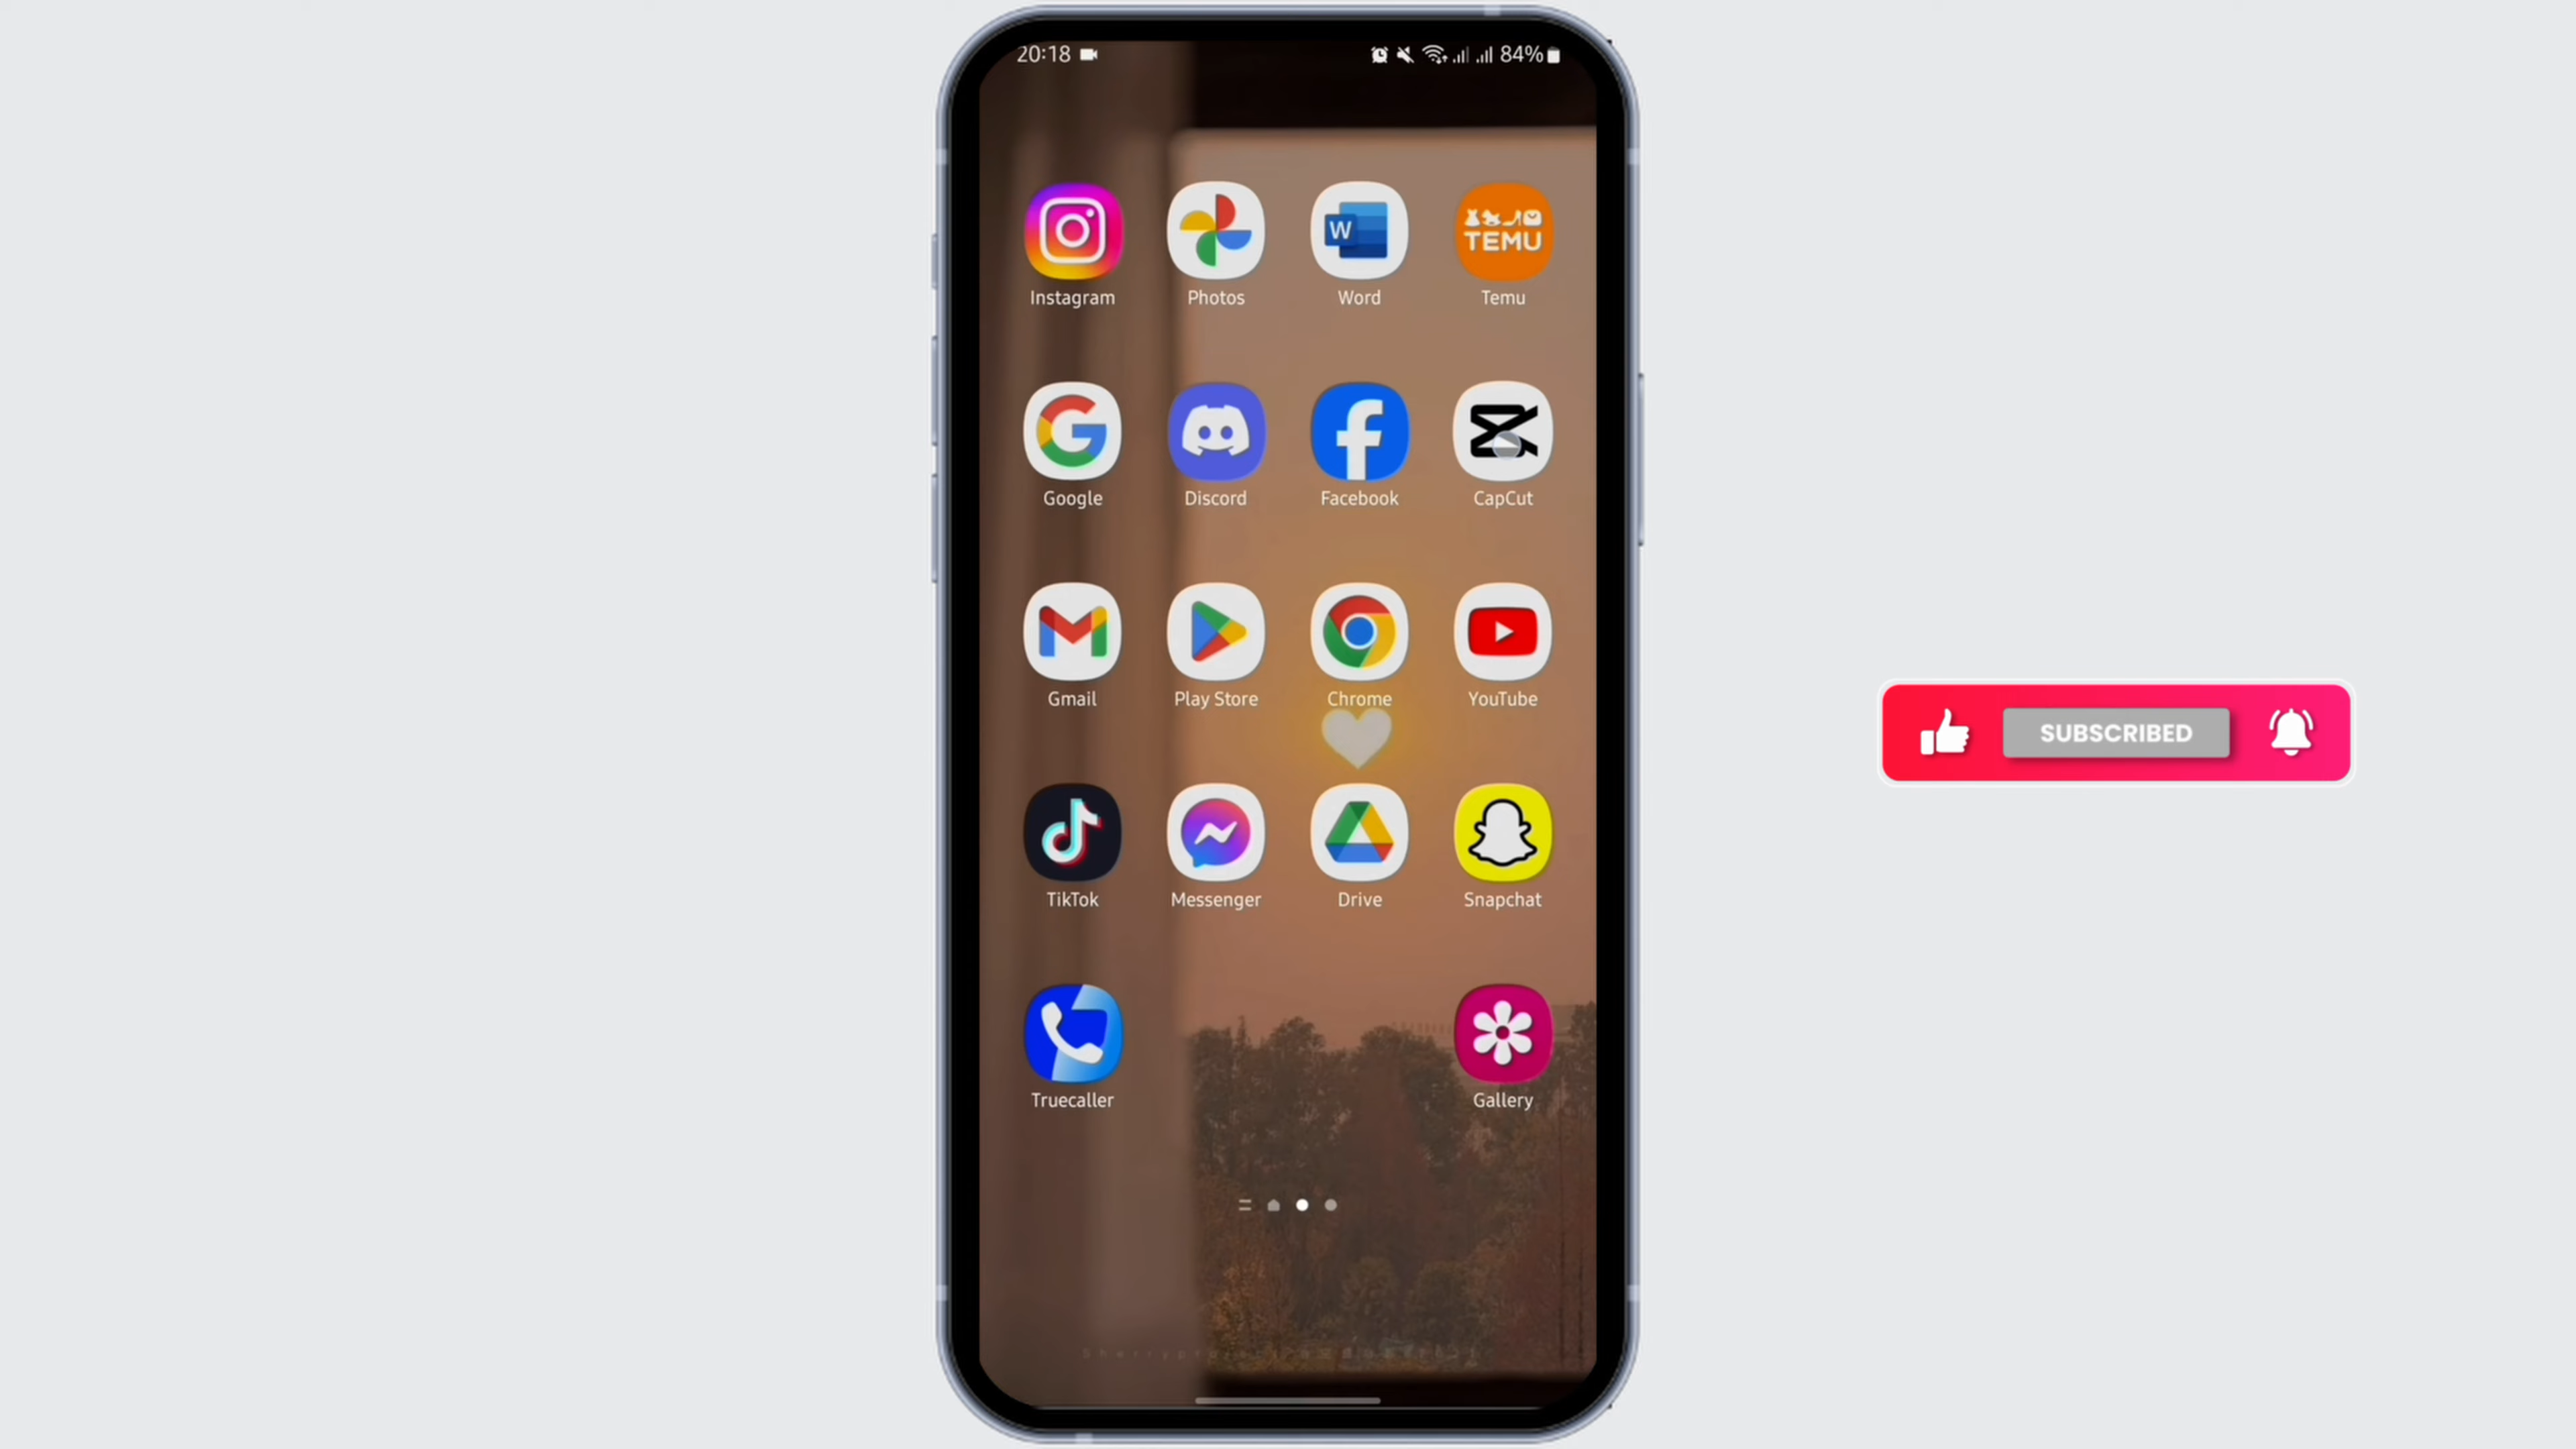 20:18 84%
TEMU
W
Instagram Photos Word Temu
Google Discord Facebook CapCut
Gmail Play Store Chrome YouTube
SUBSCRIBED
TikTok Messenger Drive Snapchat
Truecaller Gallery